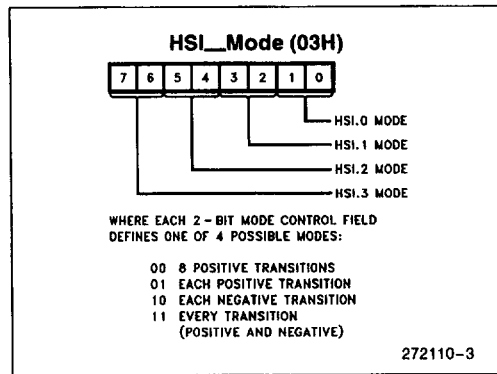 HSI__Mode (03H)
7 6 5 4 3 2 1 0
HSI.0 MODE
HSI.1 MODE
HSI.2 MODE
HSI.3 MODE
WHERE EACH 2 – BIT MODE CONTROL FIELD
DEFINES ONE OF 4 POSSIBLE MODES:
00 8 POSITIVE TRANSITIONS
01 EACH POSITIVE TRANSITION
10 EACH NEGATIVE TRANSITION
11 EVERY TRANSITION
(POSITIVE AND NEGATIVE)
272110–3